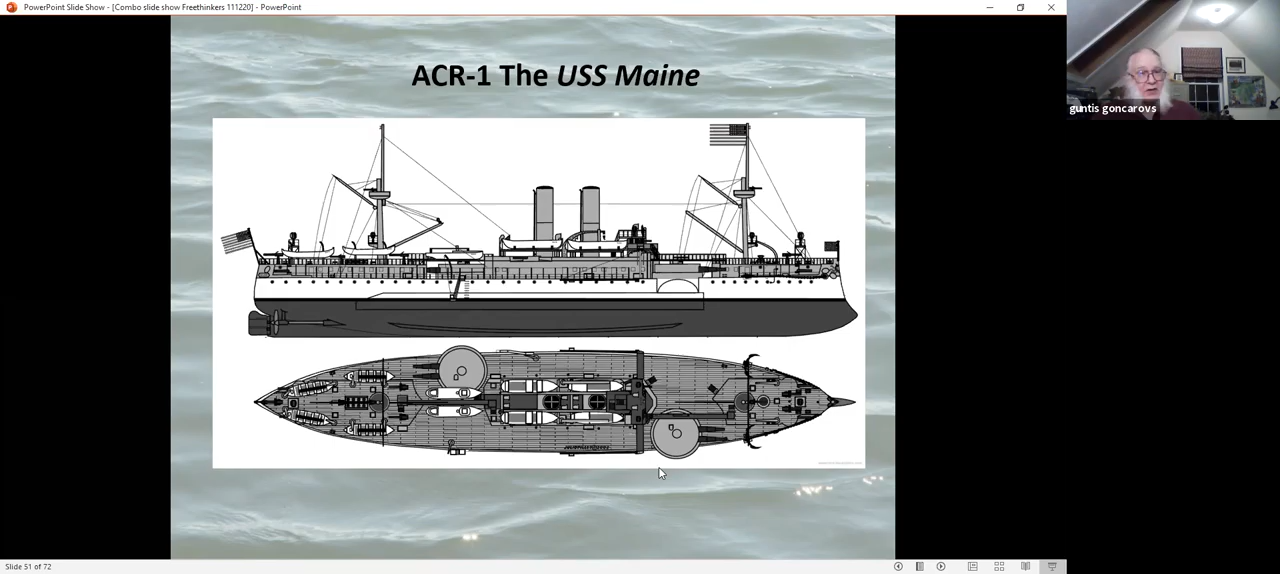 PowerPoint Slide Show - [Combo slide show Freethinkers 111220] - PowerPoint
ACR-1 The USS Maine
guntis goncarovs
Slide 51 of 72